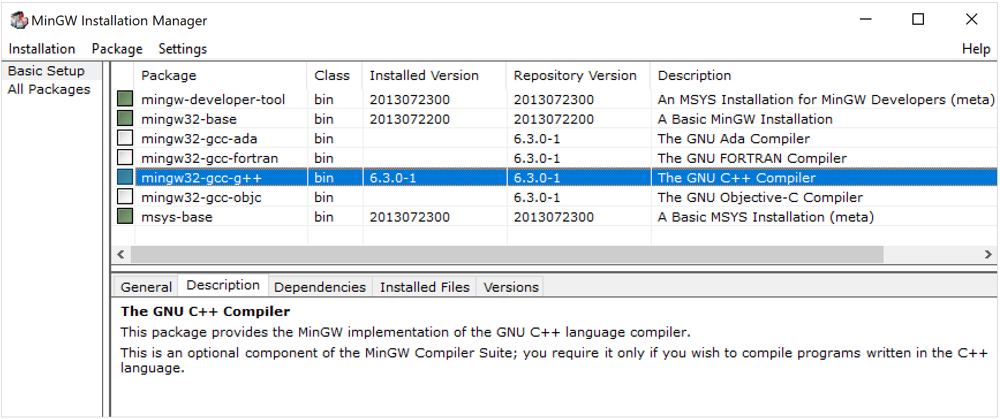 MinGW Installation Manager
Installation Package Settings Help
Basic Setup
All Packages
Package Class Installed Version Repository Version Description
mingw-developer-tool bin 2013072300 2013072300 An MSYS Installation for MinGW Developers (meta)
mingw32-base bin 2013072200 2013072200 A Basic MinGW Installation
mingw32-gcc-ada bin 6.3.0-1 The GNU Ada Compiler
mingw32-gcc-fortran bin 6.3.0-1 The GNU FORTRAN Compiler
mingw32-gcc-g++ bin 6.3.0-1 6.3.0-1 The GNU C++ Compiler
mingw32-gcc-objc bin 6.3.0-1 The GNU Objective-C Compiler
msys-base bin 2013072300 2013072300 A Basic MSYS Installation (meta)
General Description Dependencies Installed Files Versions
The GNU C++ Compiler
This package provides the MinGW implementation of the GNU C++ language compiler.
This is an optional component of the MinGW Compiler Suite; you require it only if you wish to compile programs written in the C++
language.